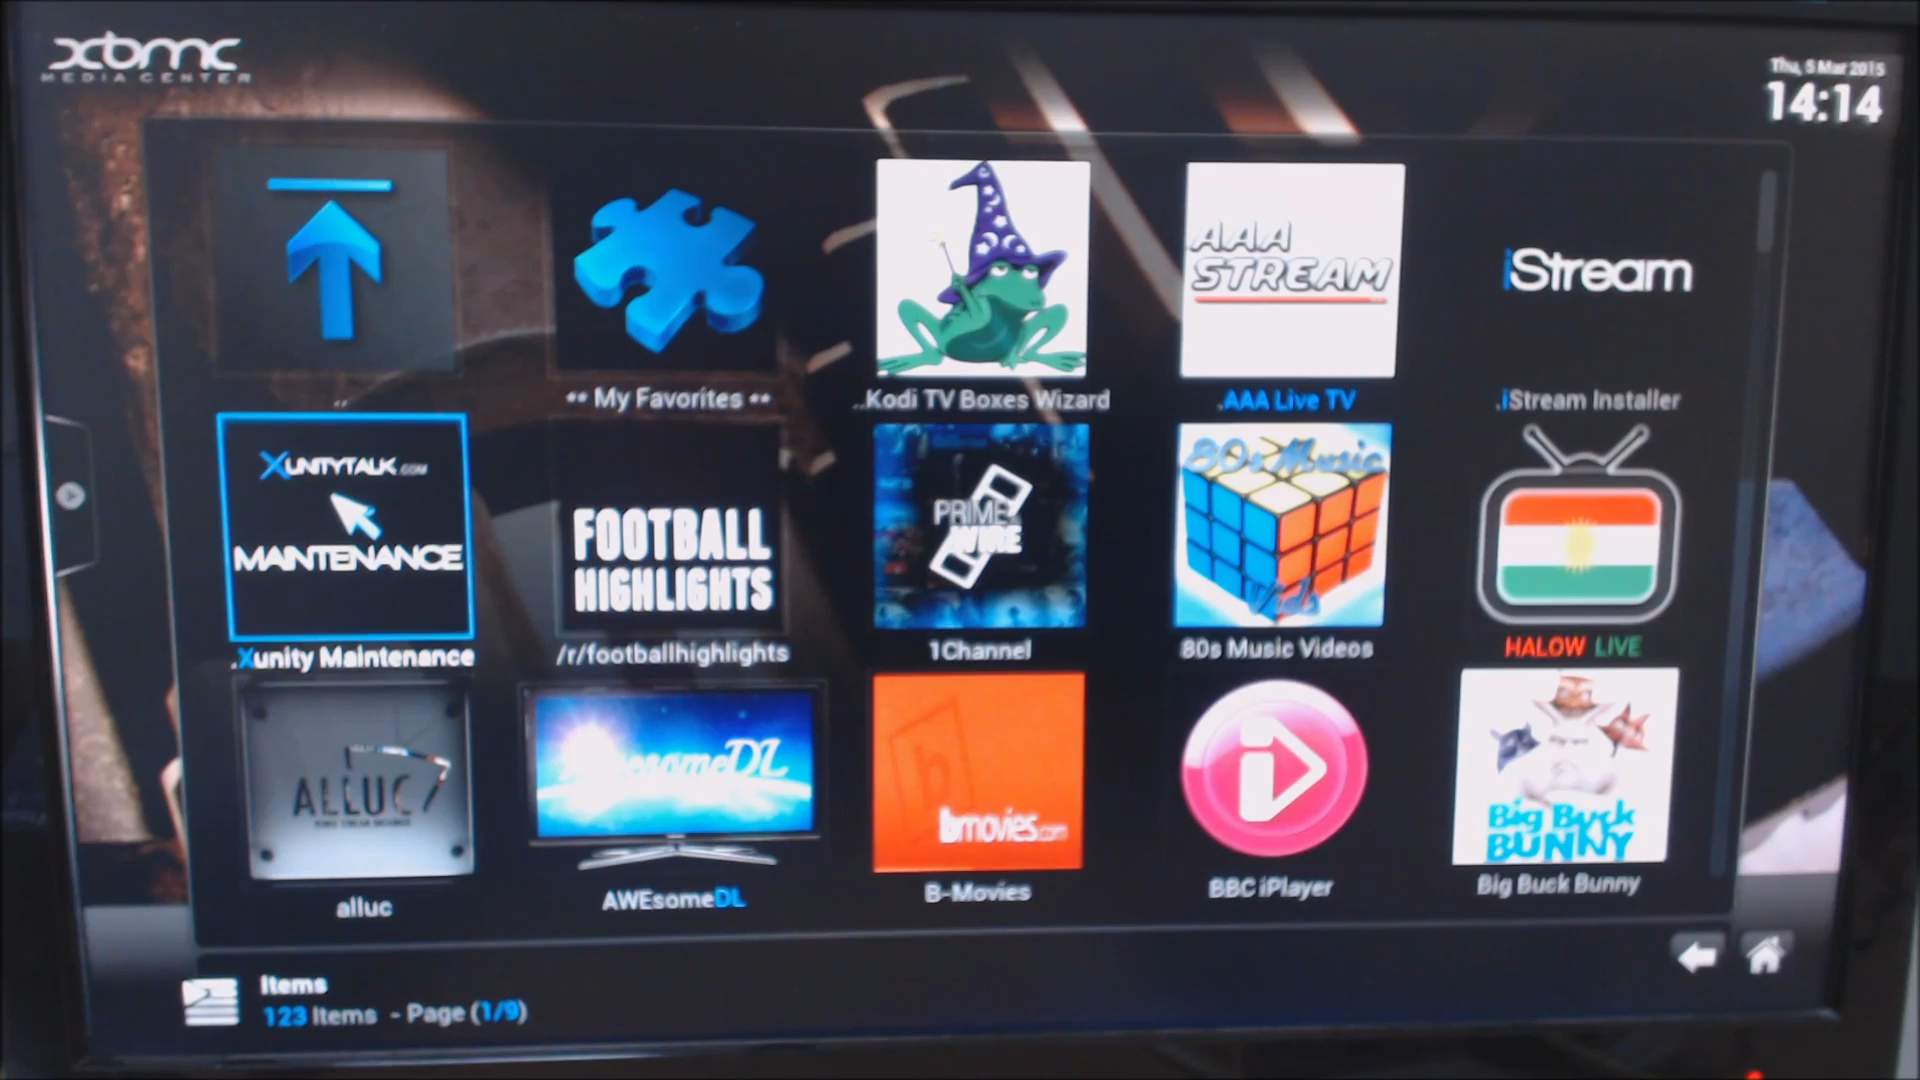 xbmc
MEDIA CENTER
Thu, 5 Mar 2015
14:14
AAA
STREAM
iStream
..
** My Favorites **
..Kodi TV Boxes Wizard
.AAA Live TV
.iStream Installer
XUNITYTALK.COM
MAINTENANCE
FOOTBALL
HIGHLIGHTS
PRIME
WIRE
80s Music
Vids
.Xunity Maintenance
/r/footballhighlights
1Channel
80s Music Videos
HALOW LIVE
ALLUC
AwesomeDL
b
bmovies.com
i
Big Buck
BUNNY
alluc
AWEsomeDL
B-Movies
BBC iPlayer
Big Buck Bunny
Items
123 Items - Page (1/9)